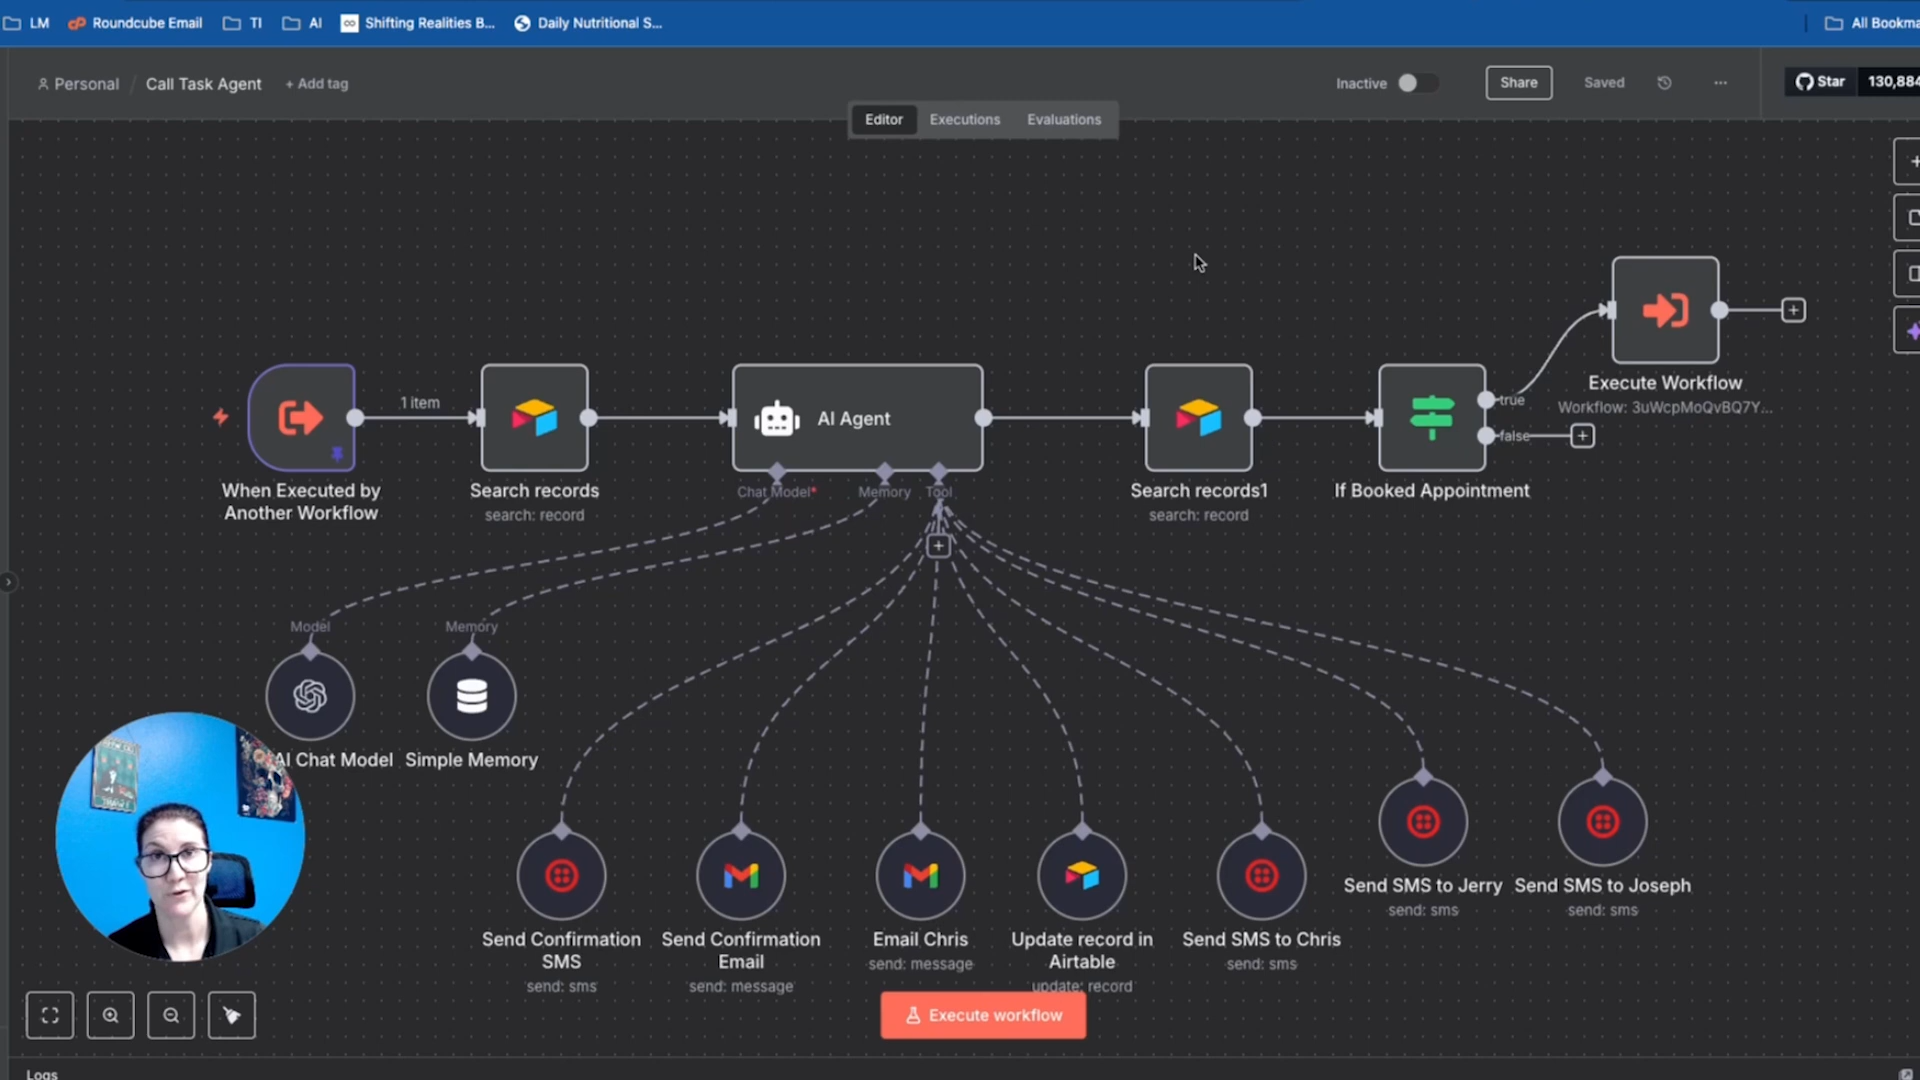 LM
Roundcube Email
TI
AI
Shifting Realities B...
Daily Nutritional S...
All Bookma
Personal / Call Task Agent + Add tag
Inactive
Share
Saved
...
Star
130,884
Editor
Executions
Evaluations
1 item
When Executed by
Another Workflow
Search records
search: record
AI Agent
Chat Model*
Memory
Tool
Search records1
search: record
If Booked Appointment
true
false
Execute Workflow
Workflow: 3uWcpMoQvBQ7Y...
Model
Memory
AI Chat Model
Simple Memory
Send Confirmation
SMS
send: sms
Send Confirmation
Email
send: message
Email Chris
send: message
Update record in
Airtable
update: record
Send SMS to Chris
send: sms
Send SMS to Jerry
send: sms
Send SMS to Joseph
send: sms
Execute workflow
Logs